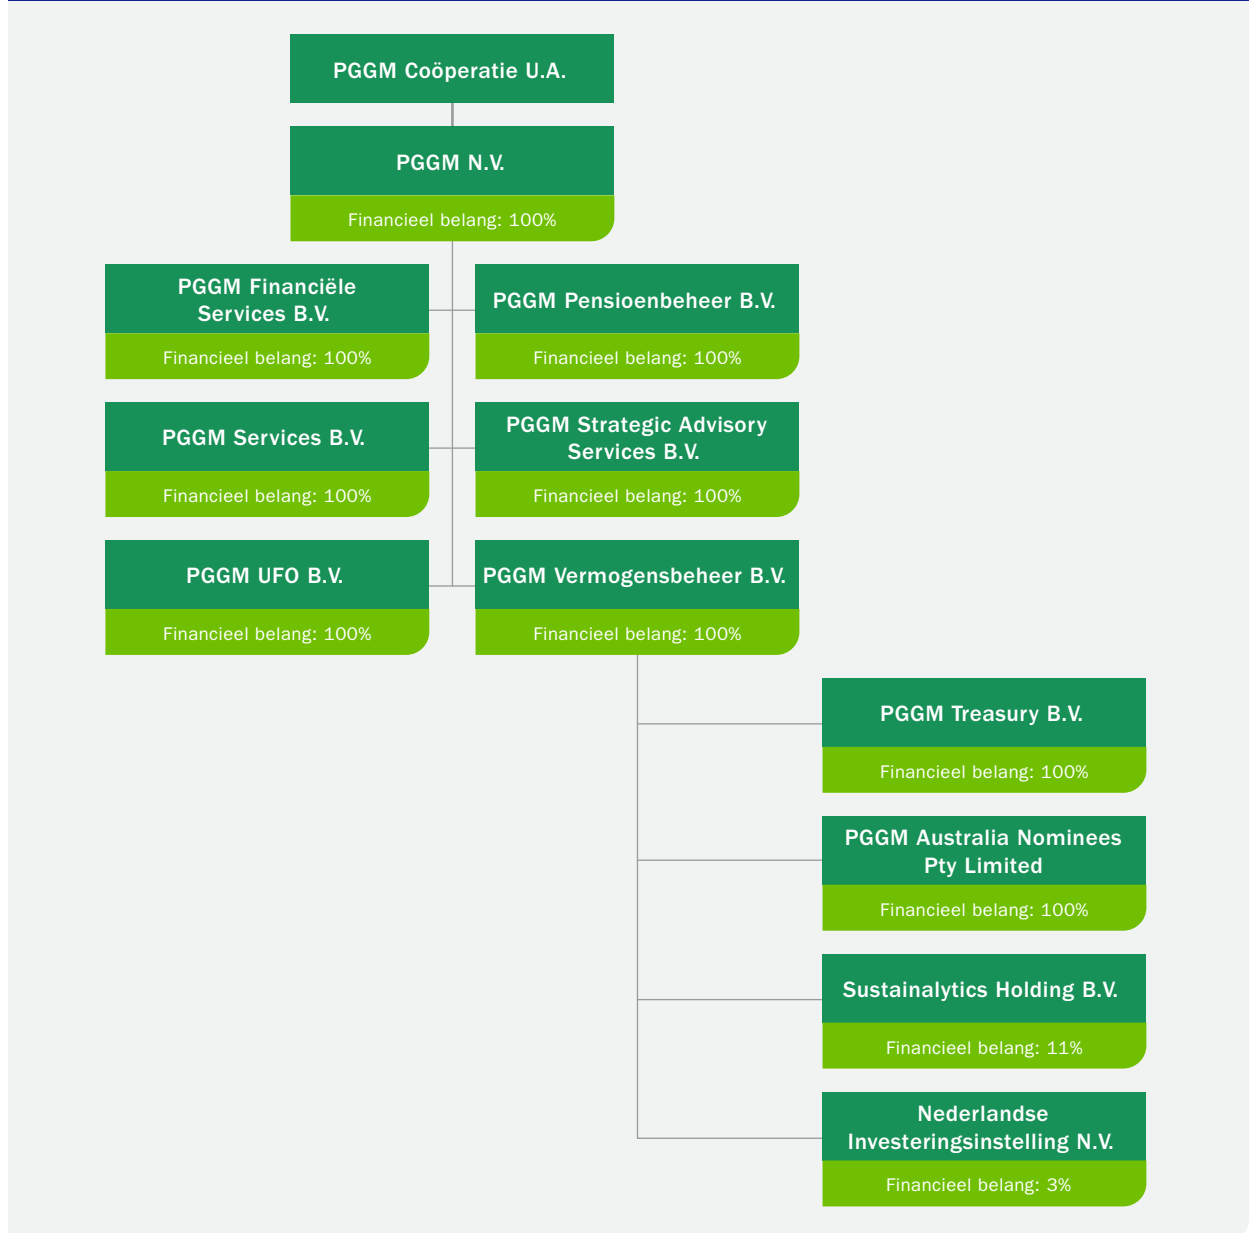 PGGM Coöperatie U.A.
PGGM N.V.
Financieel belang: 100%
PGGM Financiële
Services B.V.
Financieel belang: 100%
PGGM Pensioenbeheer B.V.
Financieel belang: 100%
PGGM Services B.V.
Financieel belang: 100%
PGGM Strategic Advisory
Services B.V.
Financieel belang: 100%
PGGM UFO B.V.
Financieel belang: 100%
PGGM Vermogensbeheer B.V.
Financieel belang: 100%
PGGM Treasury B.V.
Financieel belang: 100%
PGGM Australia Nominees
Pty Limited
Financieel belang: 100%
Sustainalytics Holding B.V.
Financieel belang: 11%
Nederlandse
Investeringsinstelling N.V.
Financieel belang: 3%